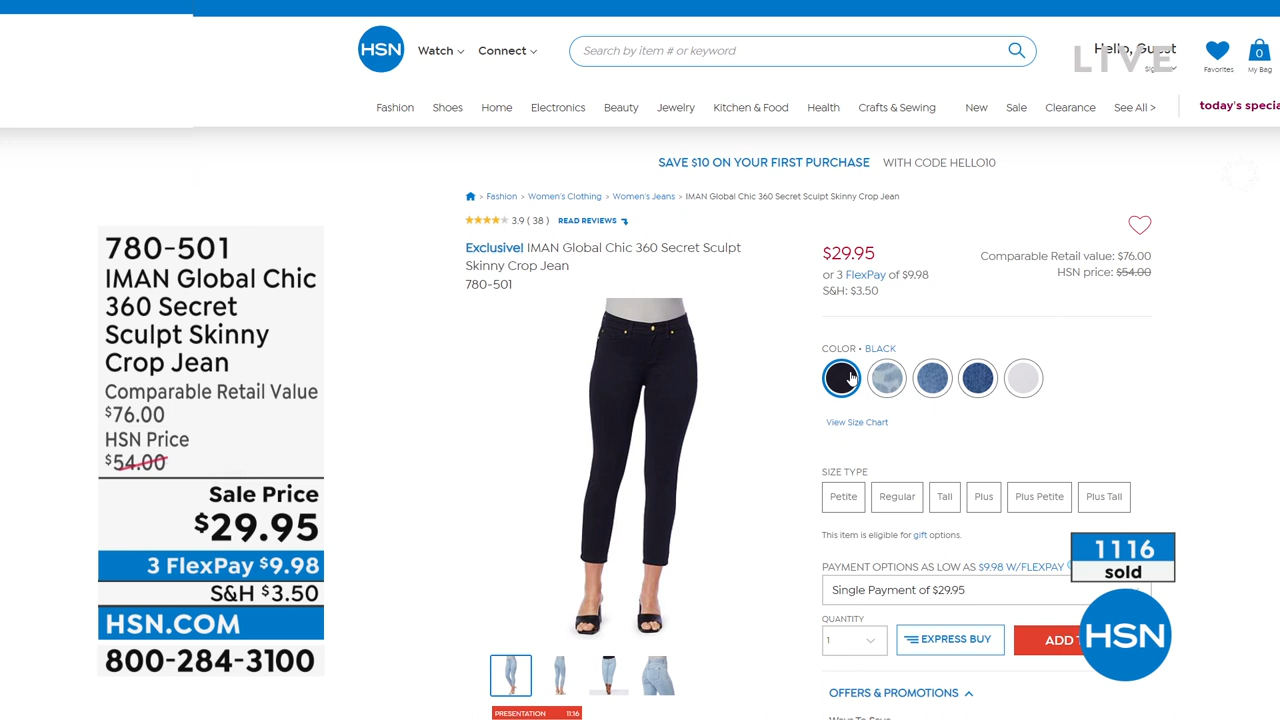 HSN
Watch
Connect
Search by item # or keyword
Hello, Guest
LIVE
Favorites
0
My Bag
Fashion
Shoes
Home
Electronics
Beauty
Jewelry
Kitchen & Food
Health
Crafts & Sewing
New
Sale
Clearance
See All >
today's specia
SAVE $10 ON YOUR FIRST PURCHASE WITH CODE HELLO10
> Fashion > Women's Clothing > Women's Jeans > IMAN Global Chic 360 Secret Sculpt Skinny Crop Jean
3.9 ( 38 ) READ REVIEWS
Exclusive! IMAN Global Chic 360 Secret Sculpt
Skinny Crop Jean
780-501
$29.95
or 3 FlexPay of $9.98
S&H: $3.50
Comparable Retail value: $76.00
HSN price: $54.00
COLOR • BLACK
View Size Chart
SIZE TYPE
Petite
Regular
Tall
Plus
Plus Petite
Plus Tall
This item is eligible for gift options.
PAYMENT OPTIONS AS LOW AS $9.98 W/FLEXPAY
Single Payment of $29.95
QUANTITY
1
EXPRESS BUY
ADD
OFFERS & PROMOTIONS
Ways To Save
PRESENTATION 11:16
780-501
IMAN Global Chic
360 Secret
Sculpt Skinny
Crop Jean
Comparable Retail Value
$76.00
HSN Price
$54.00
Sale Price
$29.95
3 FlexPay $9.98
S&H $3.50
HSN.COM
800-284-3100
1116
sold
HSN